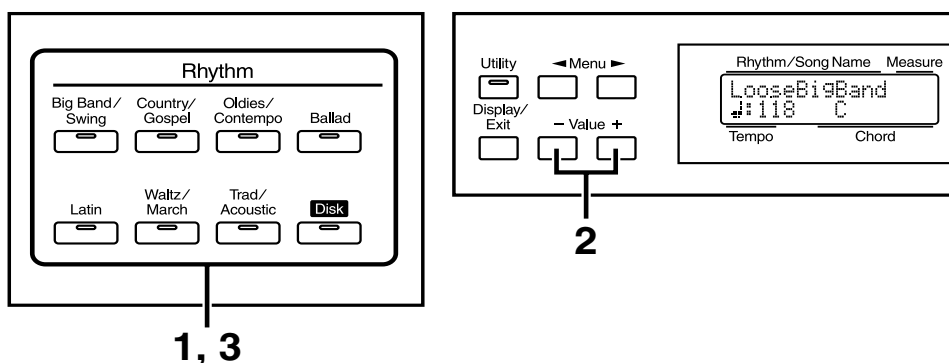 Rhythm
Big Band/
Swing
Country/
Gospel
Oldies/
Contempo
Ballad
Latin
Waltz/
March
Trad/
Acoustic
Disk
1, 3
Utility
◄ Menu ►
Display/
Exit
− Value +
2
Rhythm/Song Name Measure
LooseBigBand
♩:118 C
Tempo Chord